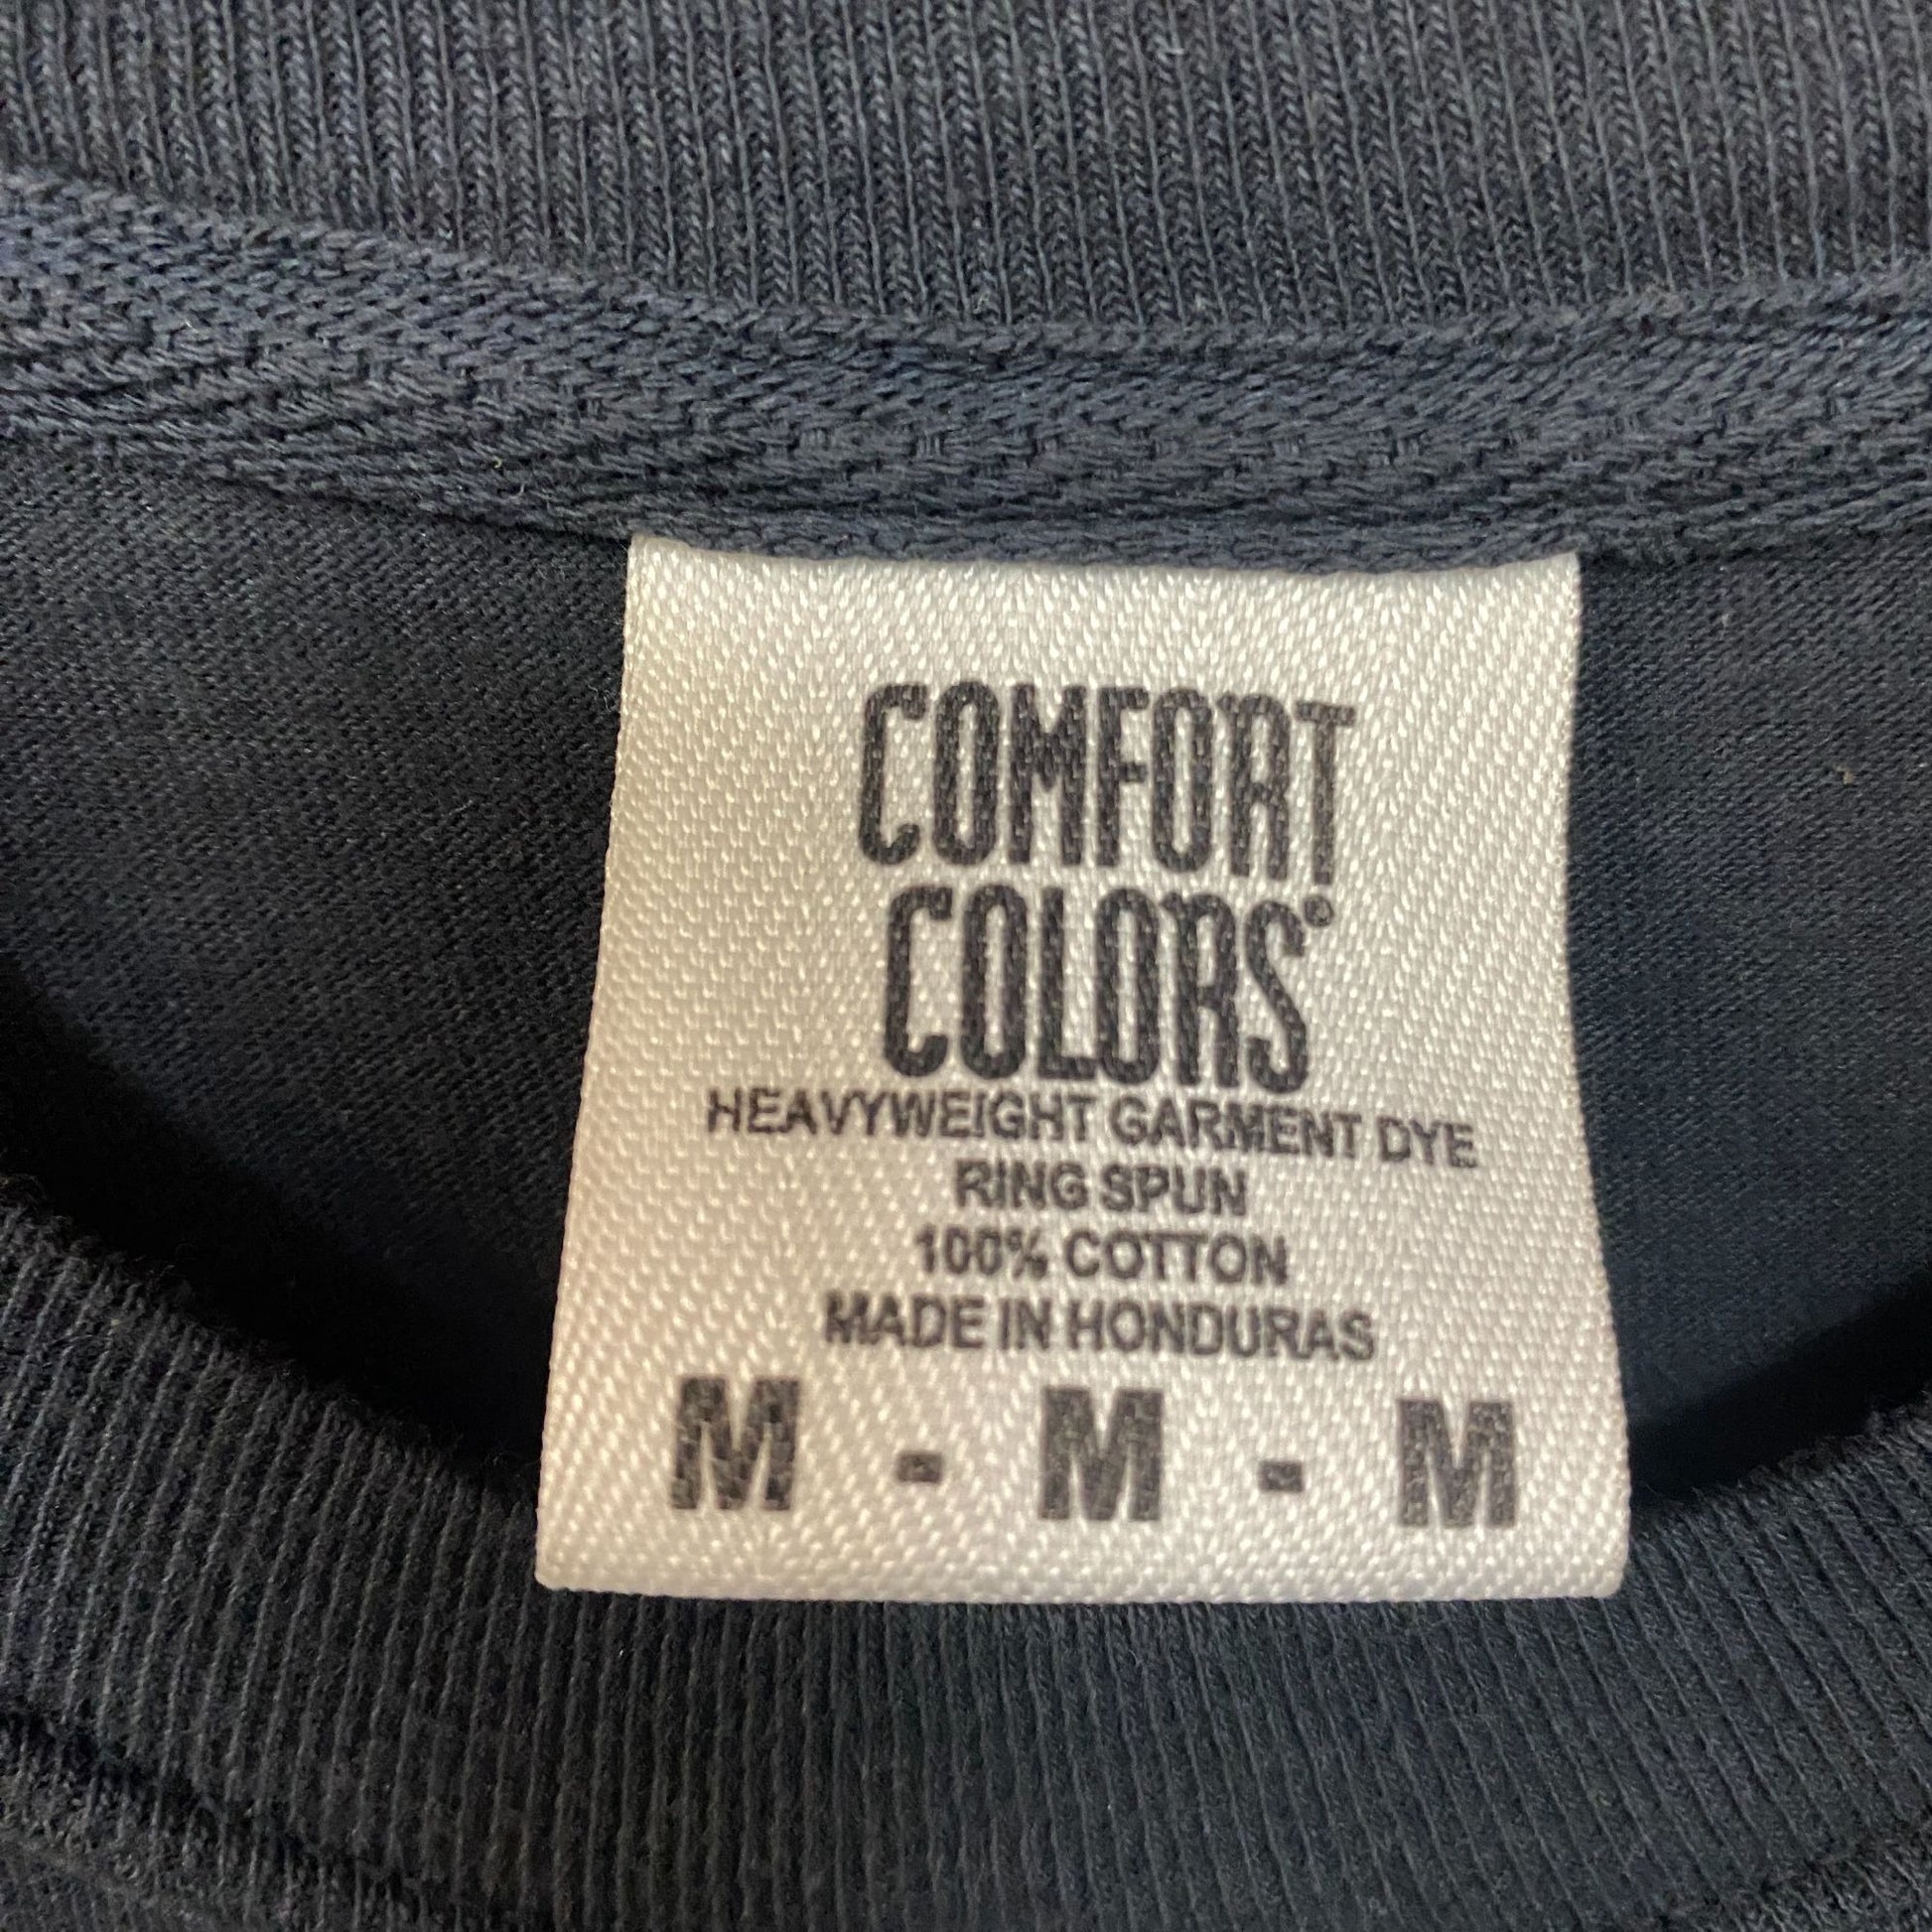 COMFORT
COLORS®
HEAVYWEIGHT GARMENT DYE
RING SPUN
100% COTTON
MADE IN HONDURAS
M - M - M